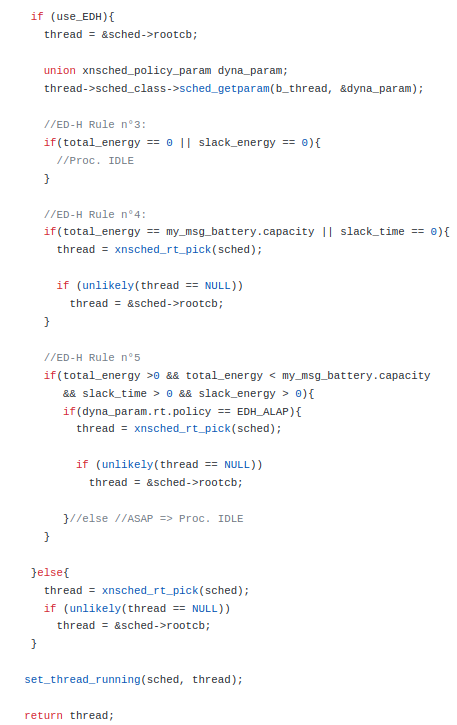 if (use_EDH){
thread = &sched->rootcb;
union xnsched_policy_param dyna_param;
thread->sched_class->sched_getparam(b_thread, &dyna_param);
//ED-H Rule n°3:
if(total_energy == 0 || slack_energy == 0){
//Proc. IDLE
}
//ED-H Rule n°4:
if(total_energy == my_msg_battery.capacity || slack_time == 0){
thread = xnsched_rt_pick(sched);
if (unlikely(thread == NULL))
thread = &sched->rootcb;
}
//ED-H Rule n°5
if(total_energy >0 && total_energy < my_msg_battery.capacity
&& slack_time > 0 && slack_energy > 0){
if(dyna_param.rt.policy == EDH_ALAP){
thread = xnsched_rt_pick(sched);
if (unlikely(thread == NULL))
thread = &sched->rootcb;
}//else //ASAP => Proc. IDLE
}
}else{
thread = xnsched_rt_pick(sched);
if (unlikely(thread == NULL))
thread = &sched->rootcb;
}
set_thread_running(sched, thread);
return thread;